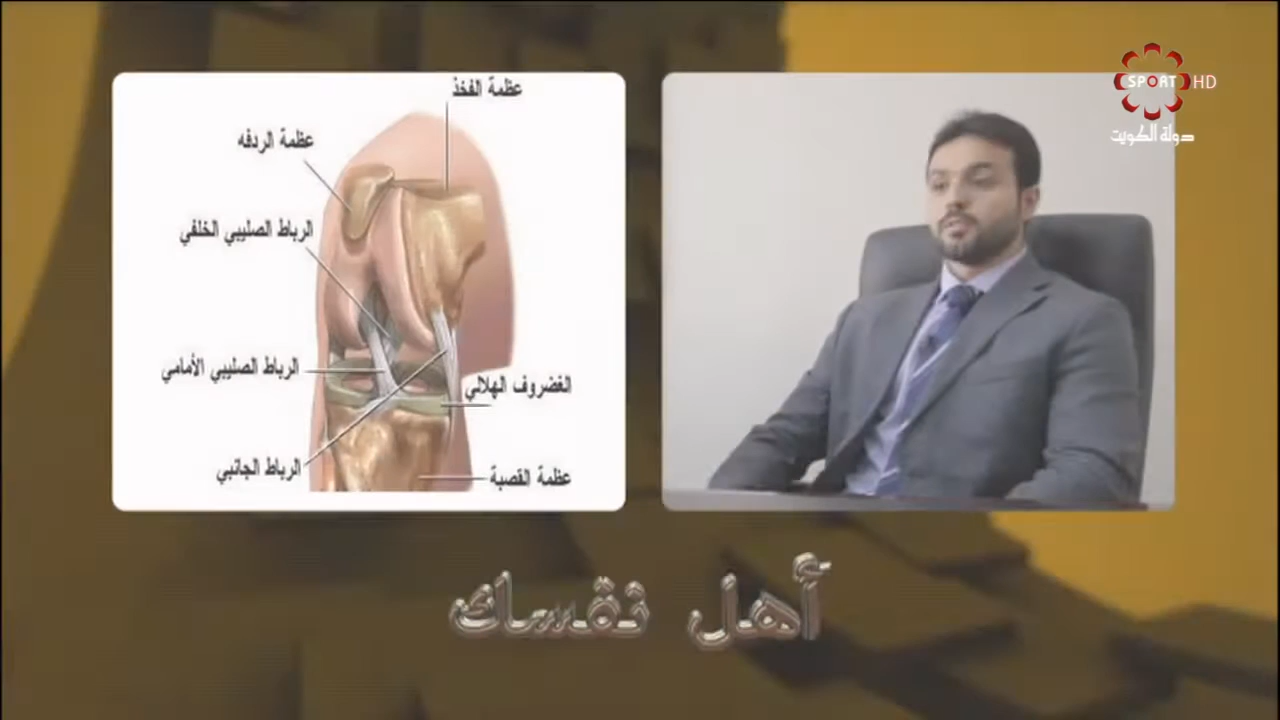 SPORT HD
دولة الكويت
عظمة الفخذ
عظمة الردفه
الرباط الصليبي الخلفي
الرباط الصليبي الأمامي
الغضروف الهلالي
الرباط الجانبي
عظمة القصبة
أهل نفسك